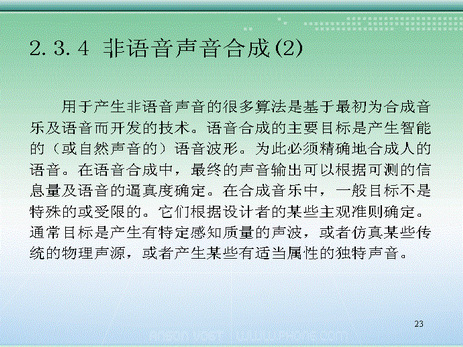 2.3.4 非语音声音合成(2)
用于产生非语音声音的很多算法是基于最初为合成音
乐及语音而开发的技术。语音合成的主要目标是产生智能
的（或自然声音的）语音波形。为此必须精确地合成人的
语音。在语音合成中，最终的声音输出可以根据可测的信
息量及语音的逼真度确定。在合成音乐中，一般目标不是
特殊的或受限的。它们根据设计者的某些主观准则确定。
通常目标是产生有特定感知质量的声波，或者仿真某些传
统的物理声源，或者产生某些有适当属性的独特声音。
23